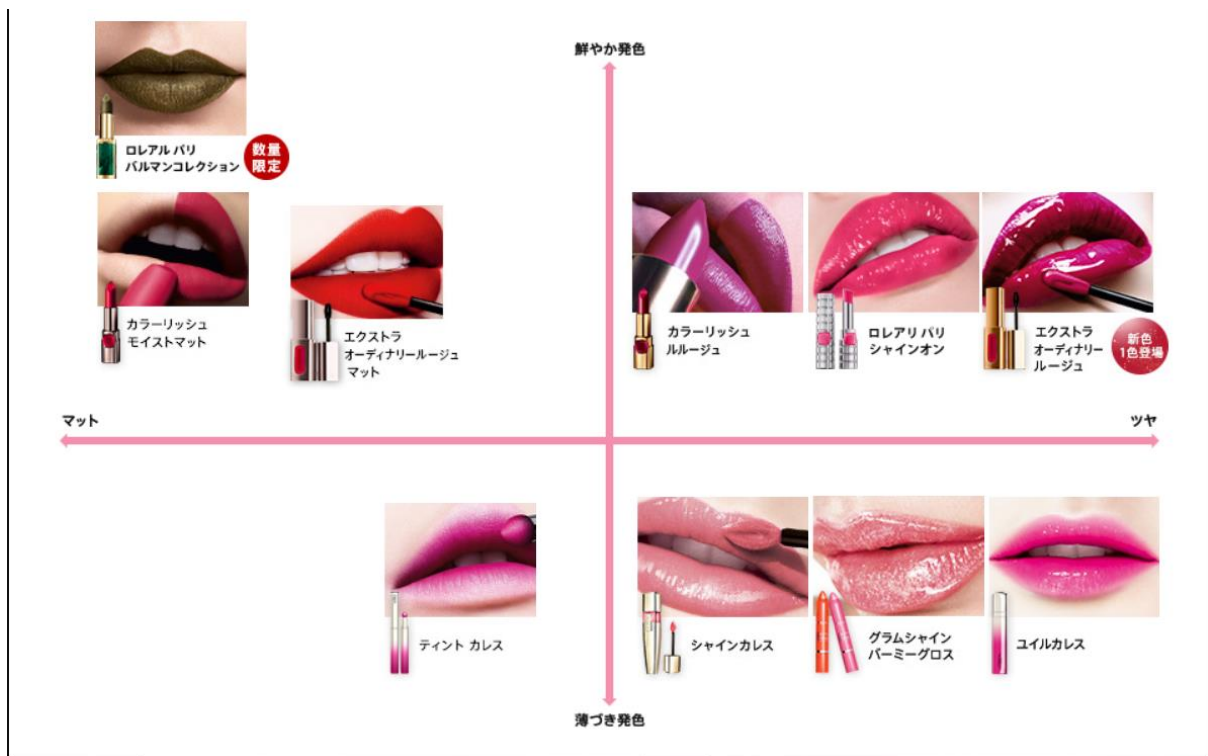 鮮やか発色
ロレアル パリ
バルマンコレクション
数量
限定
カラーリッシュ
モイストマット
エクストラ
オーディナリールージュ
マット
カラーリッシュ
ルルージュ
ロレアリ パリ
シャインオン
エクストラ
オーディナリー
ルージュ
新色
1色登場
マット
ツヤ
ティント カレス
シャインカレス
グラムシャイン
バーミーグロス
ユイルカレス
薄づき発色